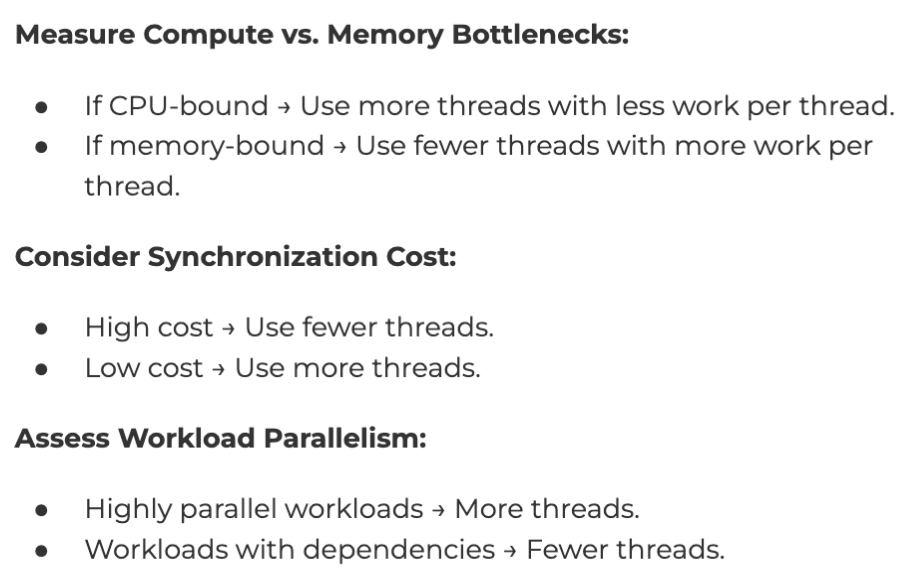 Measure Compute vs. Memory Bottlenecks:
● If CPU-bound → Use more threads with less work per thread.
● If memory-bound → Use fewer threads with more work per
thread.
Consider Synchronization Cost:
● High cost → Use fewer threads.
● Low cost → Use more threads.
Assess Workload Parallelism:
● Highly parallel workloads → More threads.
● Workloads with dependencies → Fewer threads.